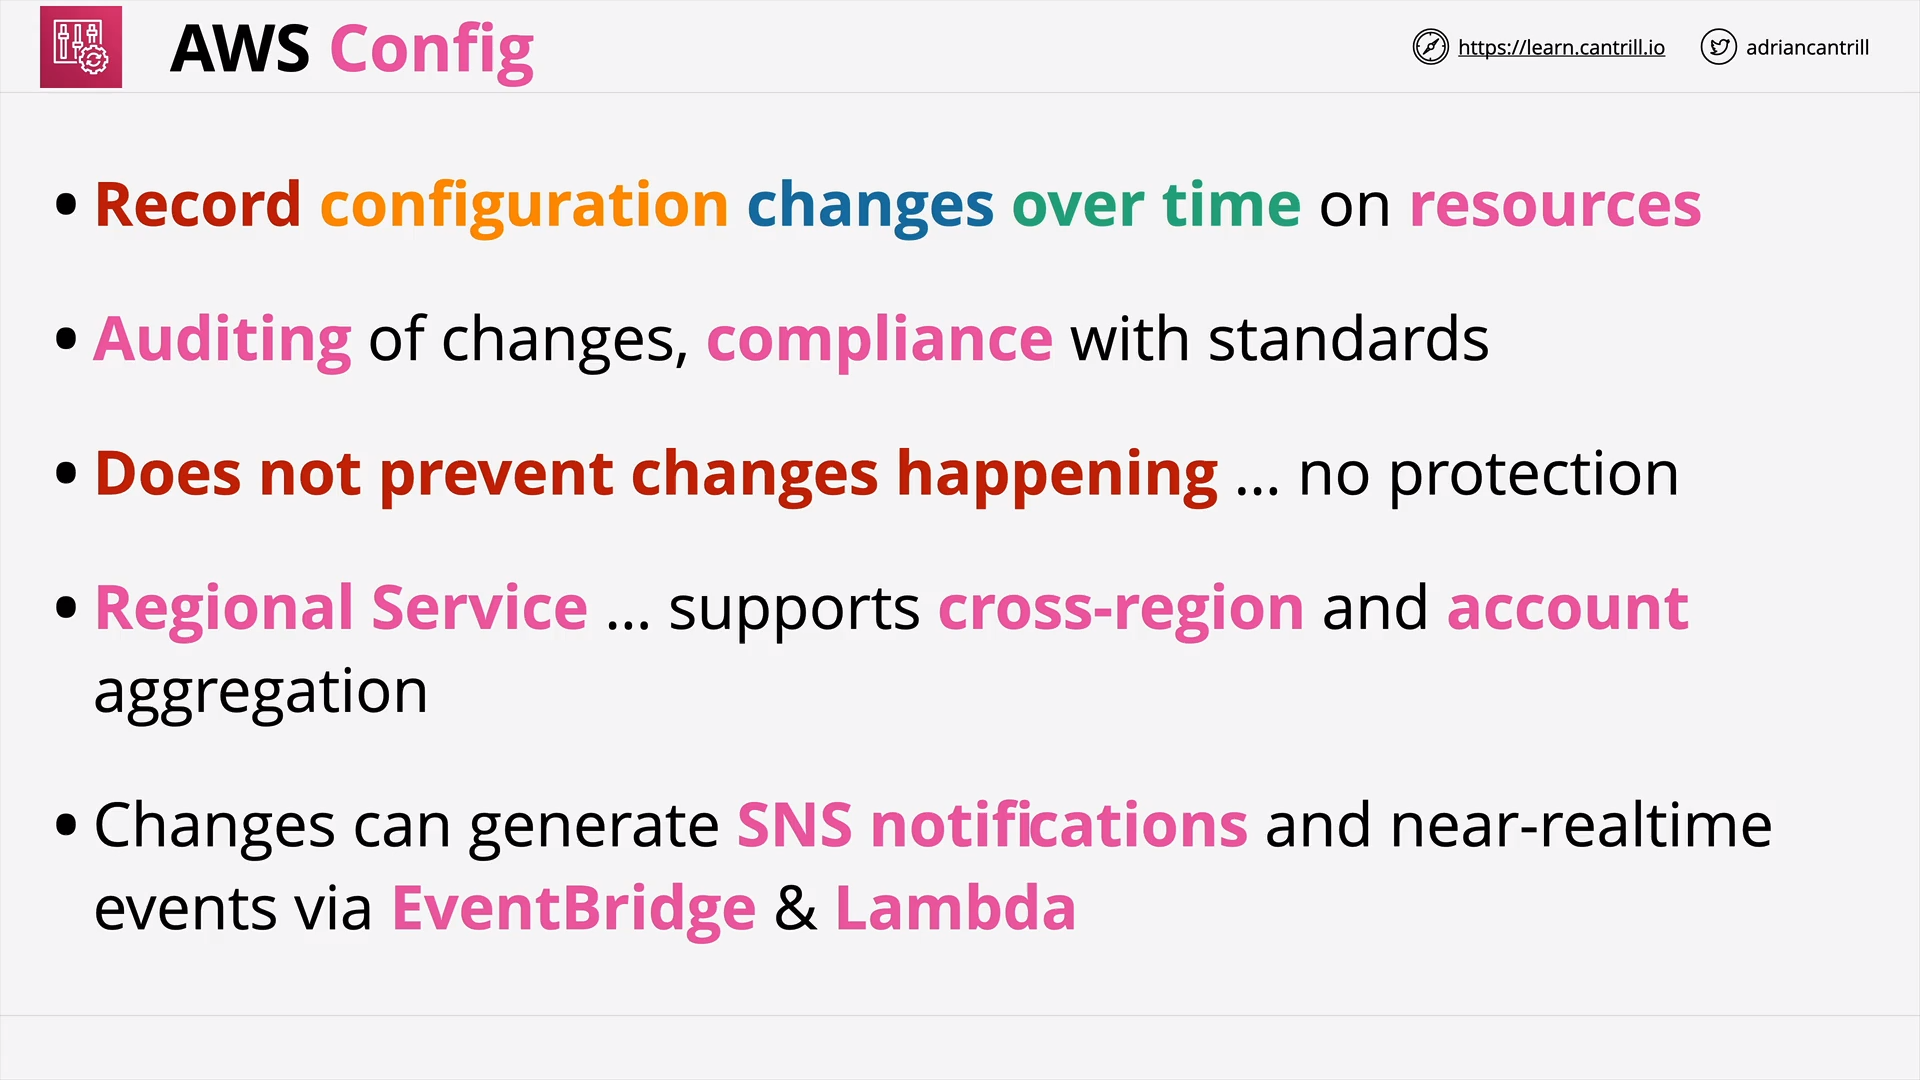 AWS Config
https://learn.cantrill.io
adriancantrill
• Record configuration changes over time on resources
• Auditing of changes, compliance with standards
• Does not prevent changes happening ... no protection
• Regional Service ... supports cross-region and account
aggregation
• Changes can generate SNS notifications and near-realtime
events via EventBridge & Lambda